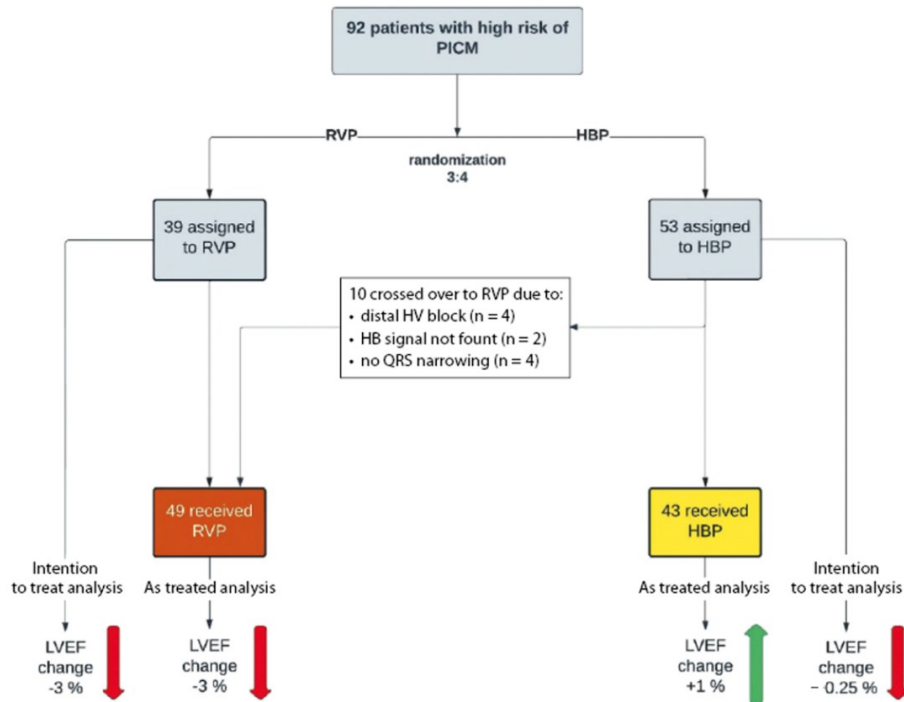 92 patients with high risk of
PICM
RVP
HBP
randomization
3:4
39 assigned
to RVP
53 assigned
to HBP
10 crossed over to RVP due to:
• distal HV block (n = 4)
• HB signal not fount (n = 2)
• no QRS narrowing (n = 4)
49 received
RVP
43 received
HBP
Intention
to treat analysis
As treated analysis
As treated analysis
Intention
to treat analysis
LVEF
change
-3 %
LVEF
change
-3 %
LVEF
change
+1 %
LVEF
change
− 0.25 %